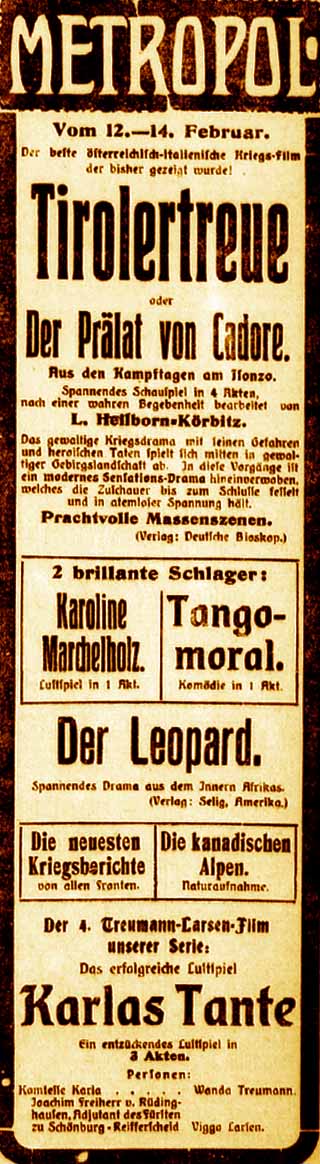 METROPOL
Vom 12.—14. Februar.
Der beste österreichisch-italienische Kriegs-Film
der bisher gezeigt wurde!
Tirolertreue
oder
Der Prälat von Cadore.
Aus den Kampftagen am Isonzo.
Spannendes Schauspiel in 4 Akten,
nach einer wahren Begebenheit bearbeitet von
L. Heilborn-Körbitz.
Das gewaltige Kriegsdrama mit seinen Gefahren
und heroischen Taten spielt sich mitten in gewal-
tiger Gebirgslandschaft ab. In diese Vorgänge ist
ein modernes Sensations-Drama hineinverwoben,
welches die Zuschauer bis zum Schlusse fesselt
und in atemloser Spannung hält.
Prachtvolle Massenszenen.
(Verlag: Deutsche Bioskop.)
2 brillante Schlager:
Karoline
Marchelholz.
Lustspiel in 1 Akt.
Tango-
moral.
Komödie in 1 Akt.
Der Leopard.
Spannendes Drama aus dem Innern Afrikas.
(Verlag: Selig, Amerika.)
Die neuesten
Kriegsberichte
von allen Fronten.
Die kanadischen
Alpen.
Naturaufnahme.
Der 4. Treumann-Larsen-Film
unserer Serie:
Das erfolgreiche Lustspiel
Karlas Tante
Ein entzückendes Lustspiel in
3 Akten.
Personen:
Komtesse Karla . . . . . Wanda Treumann.
Joachim Freiherr v. Rüding-
hausen, Adjutant des Fürsten
zu Schönburg-Reifferscheid Viggo Larsen.